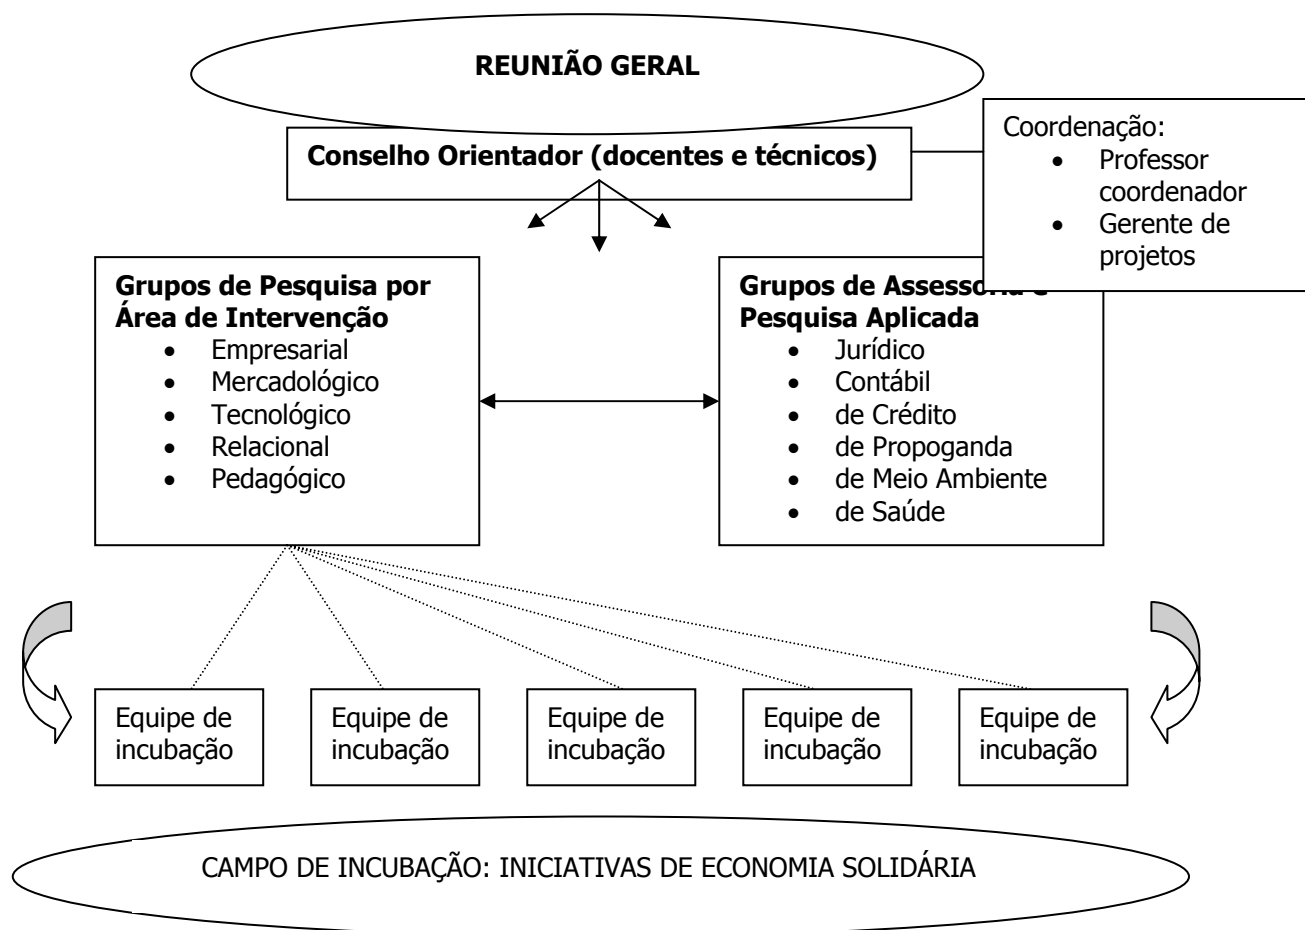 REUNIÃO GERAL
Conselho Orientador (docentes e técnicos)
Coordenação:
• Professor
coordenador
• Gerente de
projetos
Grupos de Pesquisa por
Área de Intervenção
• Empresarial
• Mercadológico
• Tecnológico
• Relacional
• Pedagógico
Grupos de Assessoria e
Pesquisa Aplicada
• Jurídico
• Contábil
• de Crédito
• de Propoganda
• de Meio Ambiente
• de Saúde
Equipe de
incubação
Equipe de
incubação
Equipe de
incubação
Equipe de
incubação
Equipe de
incubação
CAMPO DE INCUBAÇÃO: INICIATIVAS DE ECONOMIA SOLIDÁRIA